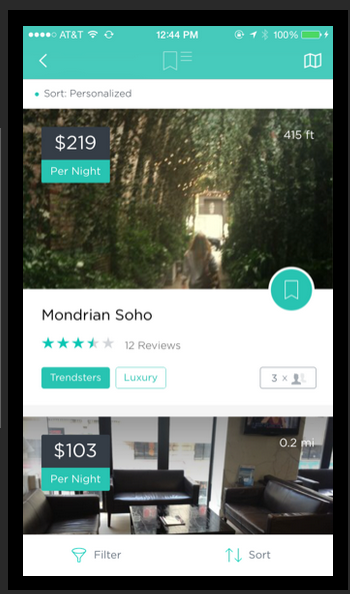 AT&T 12:44 PM 100%
Sort: Personalized
$219 415 ft
Per Night
Mondrian Soho
12 Reviews
Trendsters Luxury 3 ×
$103 0.2 mi
Per Night
Filter Sort